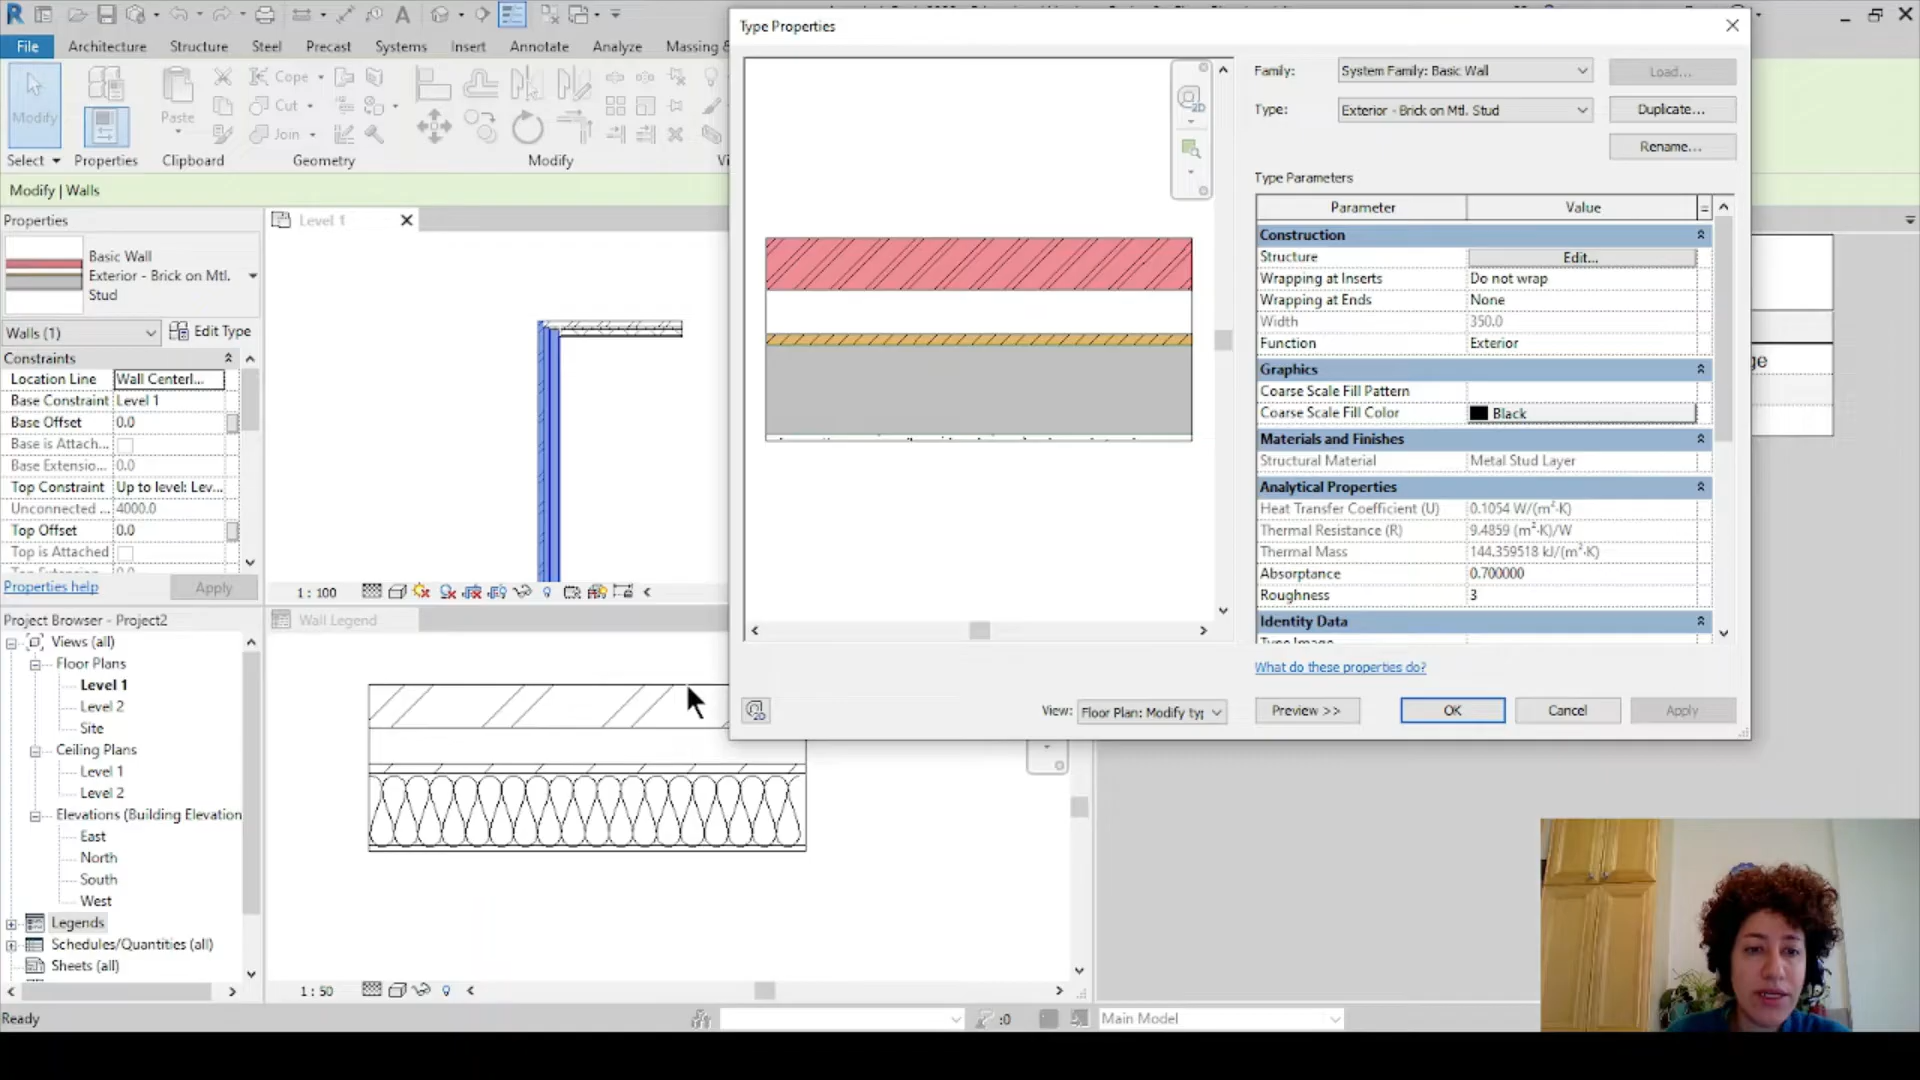 Type Properties
File
Architecture
Structure
Steel
Precast
Systems
Insert
Annotate
Analyze
Massing &
Modify
Cope
Cut
Join
Paste
Select
Properties
Clipboard
Geometry
Modify
Modify | Walls
Properties
Basic Wall
Exterior - Brick on Mtl.
Stud
Walls (1)
Edit Type
Constraints
Location Line Wall Centerl...
Base Constraint Level 1
Base Offset 0.0
Base is Attach...
Base Extensio... 0.0
Top Constraint Up to level: Lev...
Unconnected ... 4000.0
Top Offset 0.0
Top is Attached
Properties help
Apply
Level 1
1 : 100
Project Browser - Project2
Views (all)
Floor Plans
Level 1
Level 2
Site
Ceiling Plans
Level 1
Level 2
Elevations (Building Elevation
East
North
South
West
Legends
Schedules/Quantities (all)
Sheets (all)
Wall Legend
1 : 50
Ready
:0
Main Model
Family: System Family: Basic Wall
Load...
Type: Exterior - Brick on Mtl. Stud
Duplicate...
Rename...
Type Parameters
Parameter Value =
Construction
Structure Edit...
Wrapping at Inserts Do not wrap
Wrapping at Ends None
Width 350.0
Function Exterior
Graphics
Coarse Scale Fill Pattern
Coarse Scale Fill Color Black
Materials and Finishes
Structural Material Metal Stud Layer
Analytical Properties
Heat Transfer Coefficient (U) 0.1054 W/(m²·K)
Thermal Resistance (R) 9.4859 (m²·K)/W
Thermal Mass 144.359518 kJ/(m²·K)
Absorptance 0.700000
Roughness 3
Identity Data
What do these properties do?
View: Floor Plan: Modify typ
Preview >>
OK
Cancel
Apply
ge